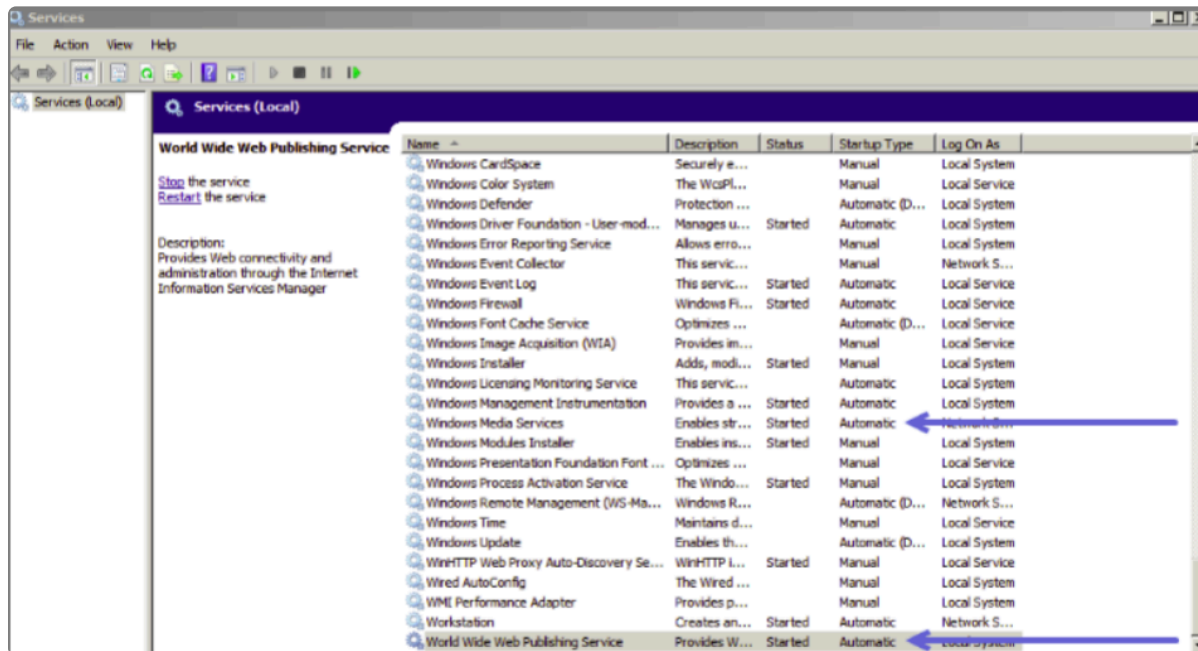 Services
File Action View Help
Services (Local)
Services (Local)
World Wide Web Publishing Service
Stop the service
Restart the service
Description:
Provides Web connectivity and
administration through the Internet
Information Services Manager
Name Description Status Startup Type Log On As
Windows CardSpace Securely e... Manual Local System
Windows Color System The WcsPl... Manual Local Service
Windows Defender Protection ... Automatic (D... Local System
Windows Driver Foundation - User-mod... Manages u... Started Automatic Local System
Windows Error Reporting Service Allows erro... Manual Local System
Windows Event Collector This servic... Manual Network S...
Windows Event Log This servic... Started Automatic Local Service
Windows Firewall Windows Fi... Started Automatic Local Service
Windows Font Cache Service Optimizes ... Automatic (D... Local Service
Windows Image Acquisition (WIA) Provides im... Manual Local Service
Windows Installer Adds, modi... Started Manual Local System
Windows Licensing Monitoring Service This servic... Automatic Local System
Windows Management Instrumentation Provides a ... Started Automatic Local System
Windows Media Services Enables str... Started Automatic Network S...
Windows Modules Installer Enables ins... Started Manual Local System
Windows Presentation Foundation Font ... Optimizes ... Manual Local Service
Windows Process Activation Service The Windo... Started Manual Local System
Windows Remote Management (WS-Ma... Windows R... Automatic (D... Network S...
Windows Time Maintains d... Manual Local Service
Windows Update Enables th... Automatic (D... Local System
WinHTTP Web Proxy Auto-Discovery Se... WinHTTP i... Started Manual Local Service
Wired AutoConfig The Wired ... Manual Local System
WMI Performance Adapter Provides p... Manual Local System
Workstation Creates an... Started Automatic Network S...
World Wide Web Publishing Service Provides W... Started Automatic Local System